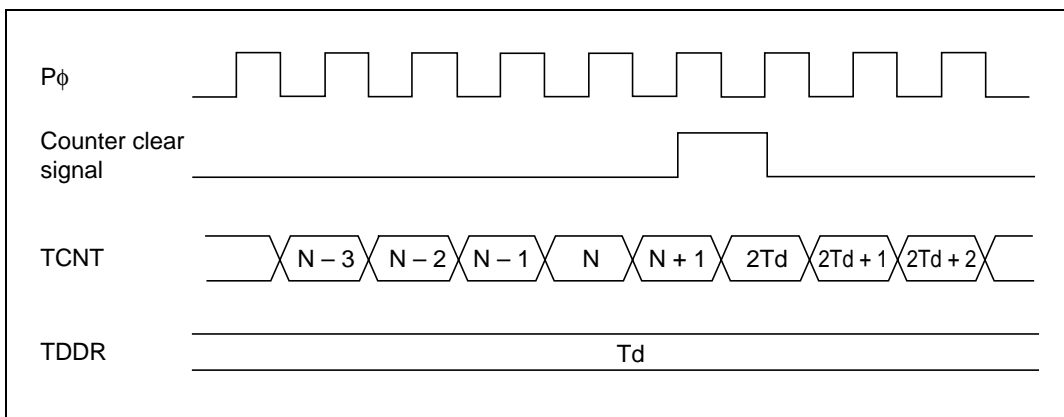 Pϕ
Counter clear
signal
TCNT N – 3 N – 2 N – 1 N N + 1 2Td 2Td + 1 2Td + 2
TDDR Td